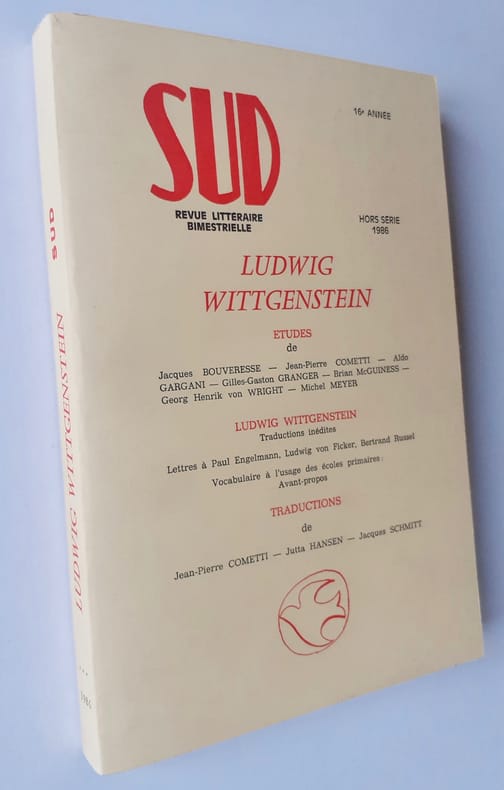 SUD
16e ANNEE
REVUE LITTÉRAIRE
BIMESTRIELLE
HORS SERIE
1986
LUDWIG
WITTGENSTEIN
ETUDES
de
Jacques BOUVERESSE — Jean-Pierre COMETTI — Aldo
GARGANI — Gilles-Gaston GRANGER — Brian McGUINESS —
Georg Henrik von WRIGHT — Michel MEYER
LUDWIG WITTGENSTEIN
Traductions inédites
Lettres à Paul Engelmann, Ludwig von Ficker, Bertrand Russel
Vocabulaire à l'usage des écoles primaires :
Avant-propos
TRADUCTIONS
de
Jean-Pierre COMETTI — Jutta HANSEN — Jacques SCHMITT
sud
LUDWIG WITTGENSTEIN
...
1986